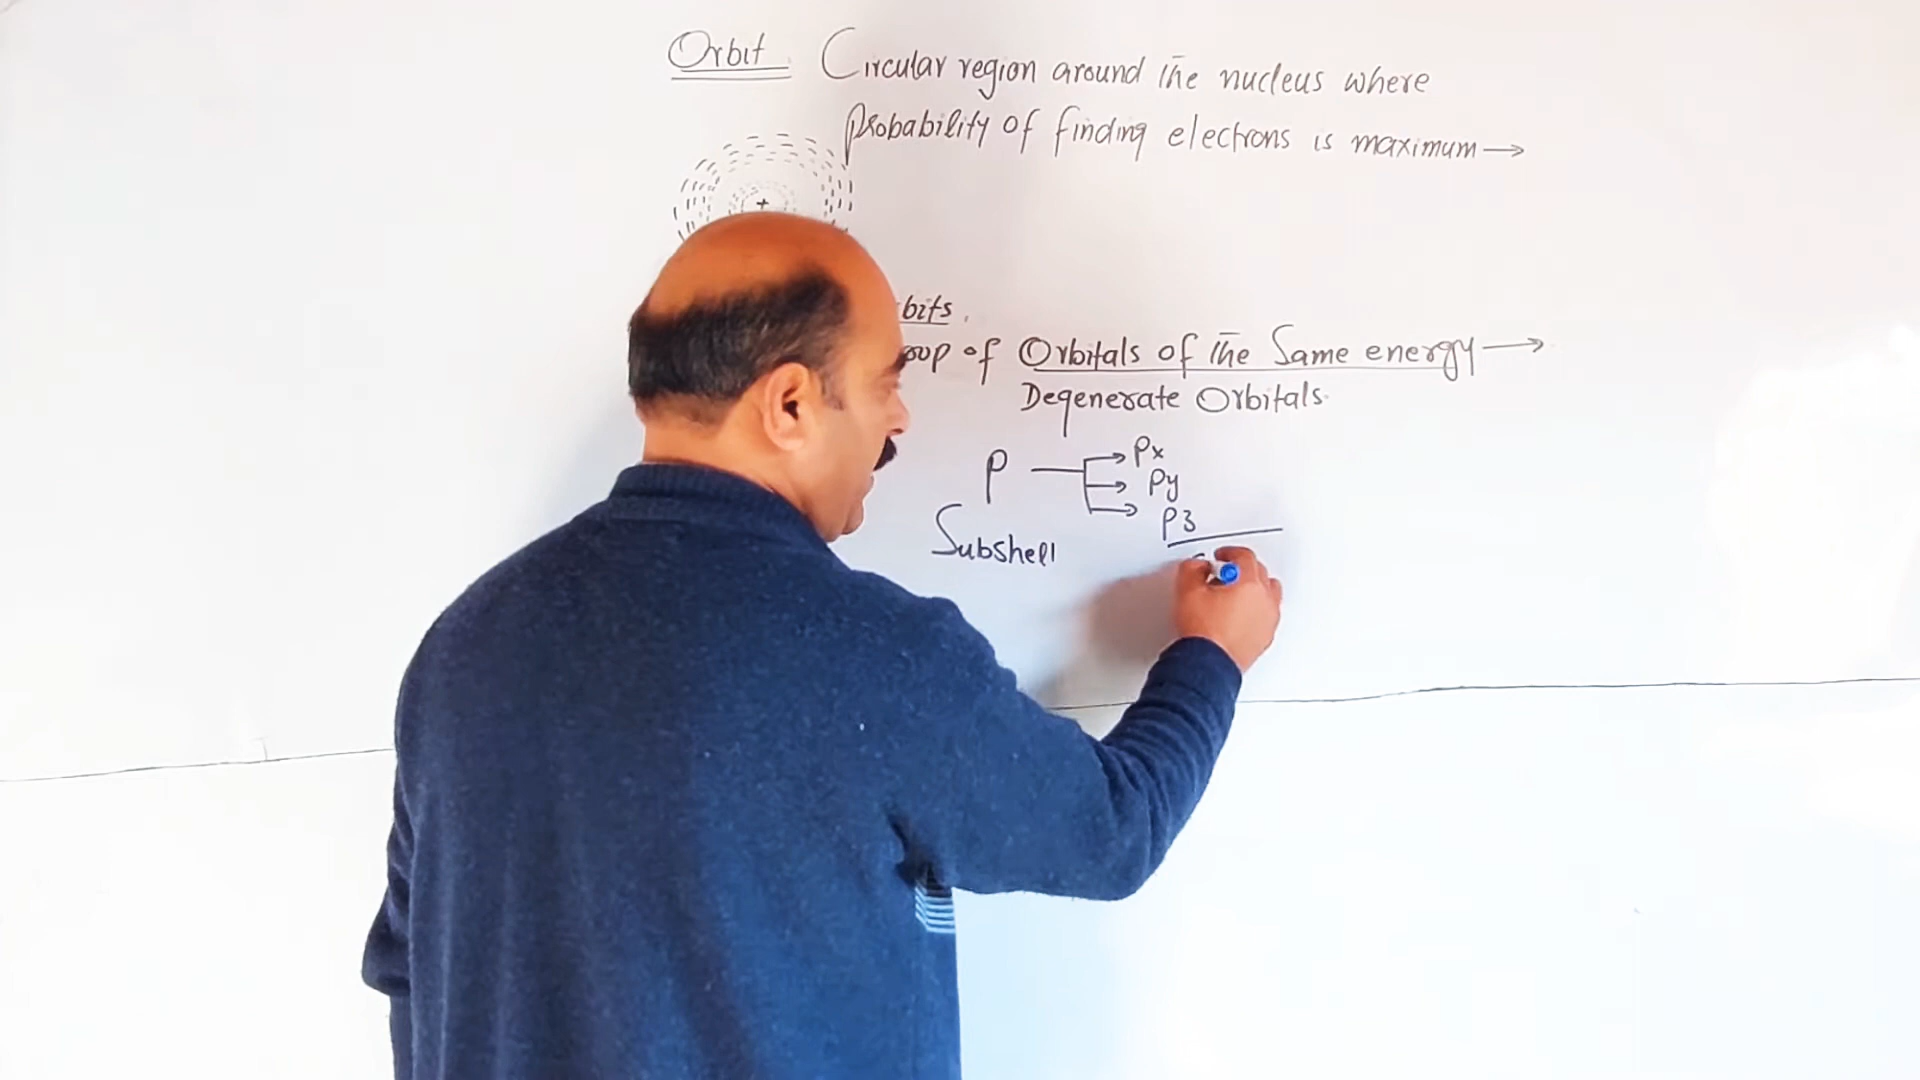 Orbit Circular region around the nucleus where
Probability of finding electrons is maximum →
+
bits.
oup of Orbitals of the Same energy →
Degenerate Orbitals.
P → Px
→ Py
→ Pz
Subshell